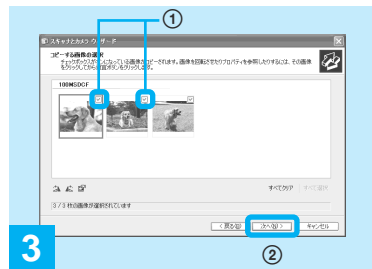 ①
スキャナとカメラ ウィザード
コピーする画像の選択
チェックボックスがオンになっている画像がコピーされます。画像を回転させたりプロパティを参照したりするには、その画像
をクリックしてから
ボタンをクリックします。
100MSDCF
すべてクリア
すべて選択
3 / 3 枚の画像が選択されています
< 戻る(B)
次へ(N) >
キャンセル
3
②